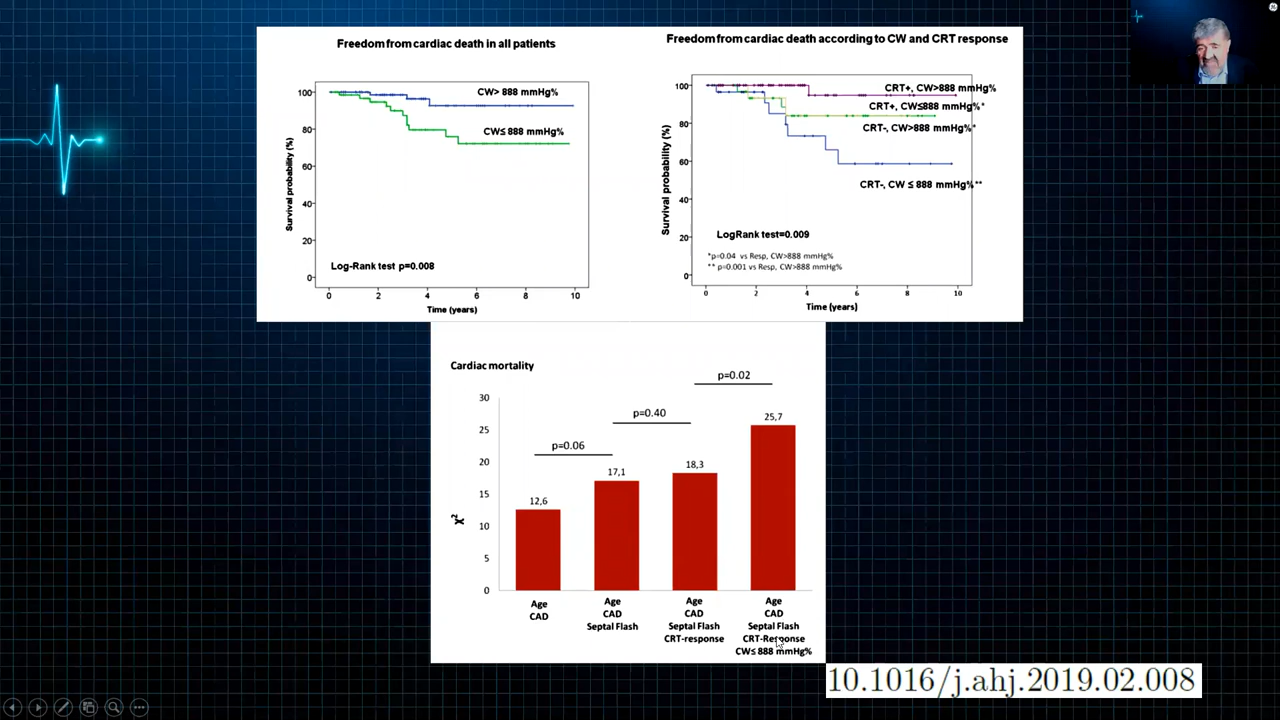 Freedom from cardiac death in all patients
100
80
60
40
20
0
Survival probability (%)
CW> 888 mmHg%
CW≤ 888 mmHg%
Log-Rank test p=0.008
0 2 4 6 8 10
Time (years)
Freedom from cardiac death according to CW and CRT response
100
80
60
40
20
0
Survival probability (%)
CRT+, CW>888 mmHg%
CRT+, CW≤888 mmHg%*
CRT-, CW>888 mmHg%*
CRT-, CW ≤ 888 mmHg%**
LogRank test=0.009
*p=0.04 vs Resp, CW>888 mmHg%
** p=0.001 vs Resp, CW>888 mmHg%
0 2 4 6 8 10
Time (years)
Cardiac mortality
30
25
20
15
10
5
0
χ²
p=0.06
p=0.40
p=0.02
12,6
17,1
18,3
25,7
Age
CAD
Age
CAD
Septal Flash
Age
CAD
Septal Flash
CRT-response
Age
CAD
Septal Flash
CRT-Response
CW≤ 888 mmHg%
10.1016/j.ahj.2019.02.008